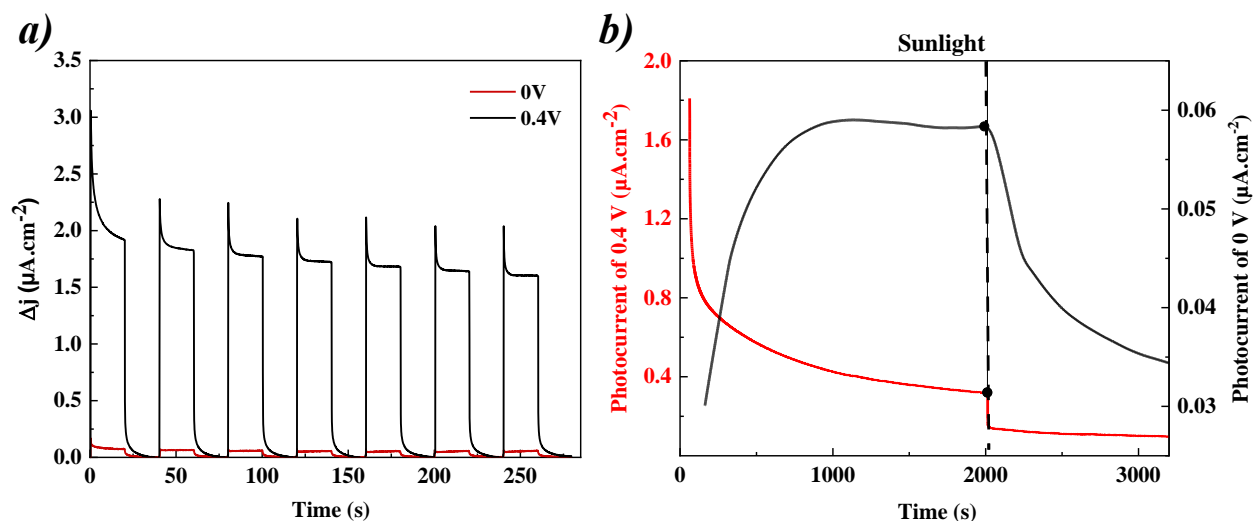 a)
3.5
3.0
2.5
2.0
1.5
1.0
0.5
0.0
Δj (μA.cm-2)
0V
0.4V
0
50
100
150
200
250
Time (s)
b)
Sunlight
2.0
1.6
1.2
0.8
0.4
Photocurrent of 0.4 V (μA.cm-2)
0.06
0.05
0.04
0.03
Photocurrent of 0 V (μA.cm-2)
0
1000
2000
3000
Time (s)